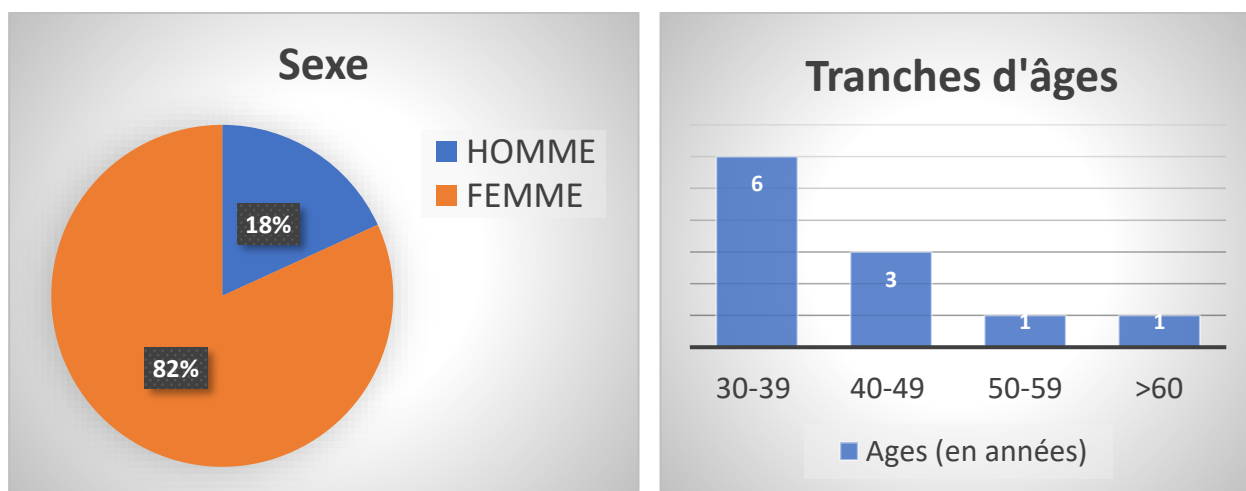 Sexe
HOMME
FEMME
18%
82%
Tranches d'âges
6
3
1
1
30-39
40-49
50-59
>60
Ages (en années)